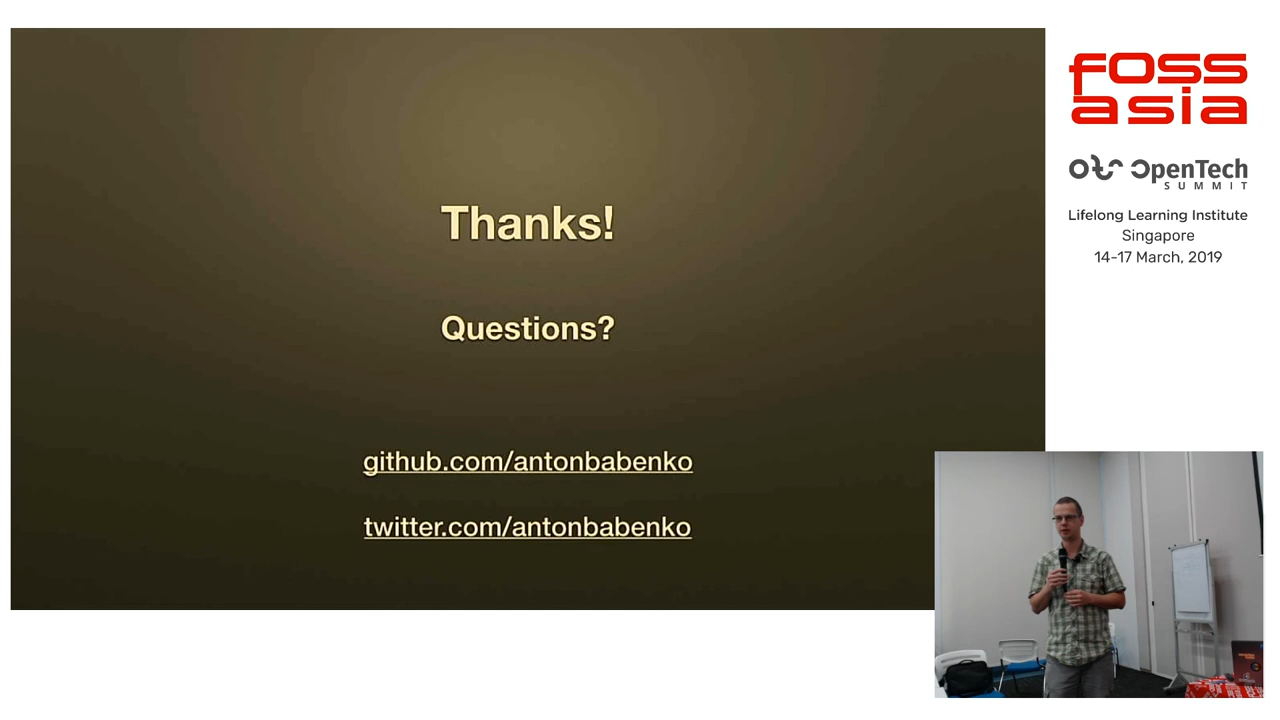 Thanks!
Questions?
github.com/antonbabenko
twitter.com/antonbabenko
foss
asia
OpenTech
SUMMIT
Lifelong Learning Institute
Singapore
14-17 March, 2019